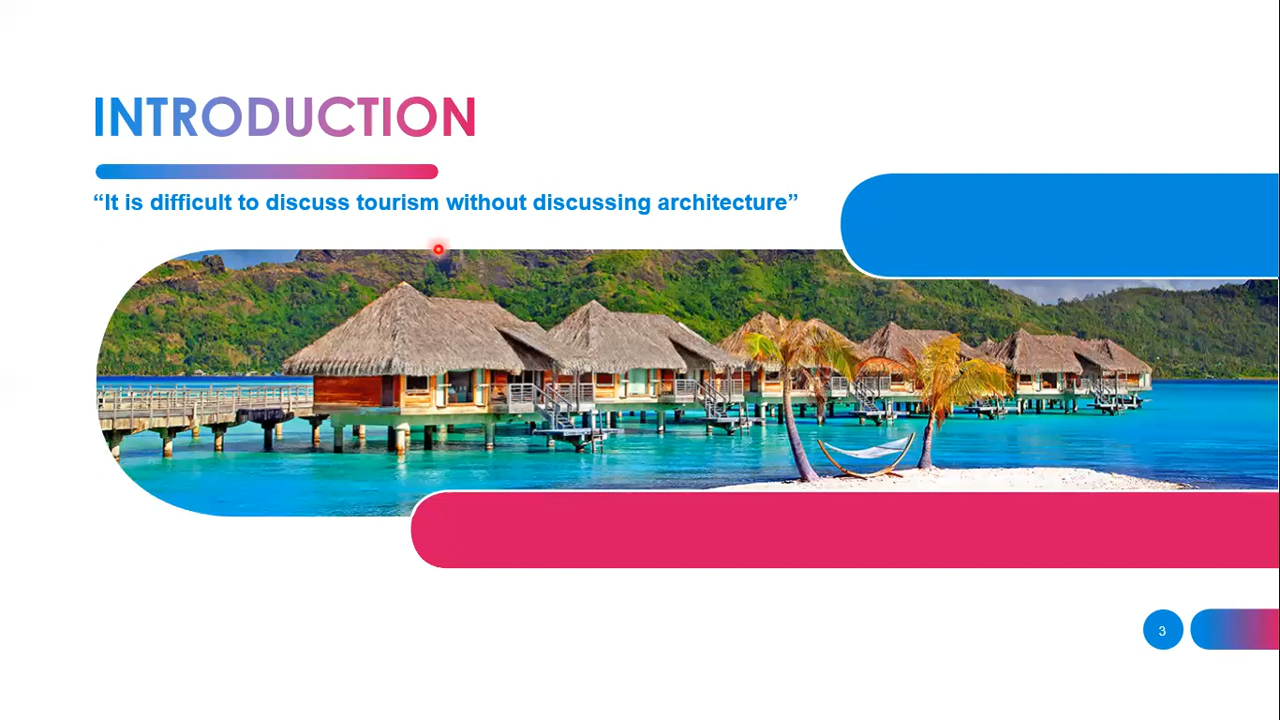 INTRODUCTION
“It is difficult to discuss tourism without discussing architecture”
3